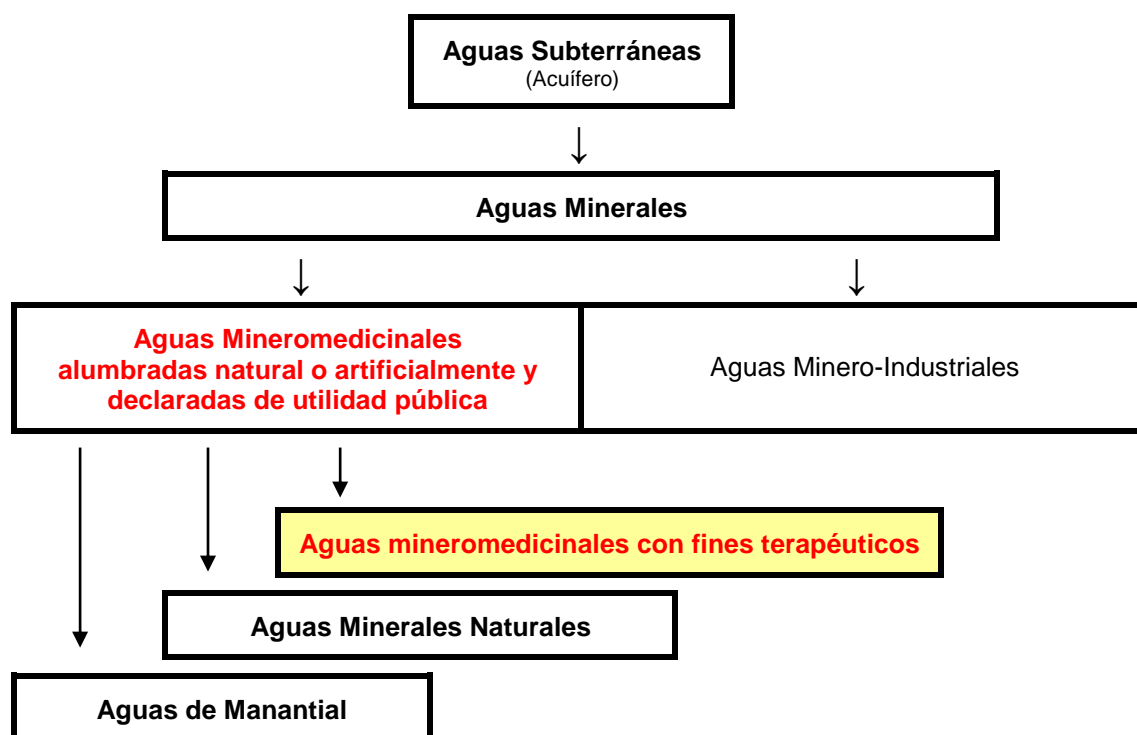 Aguas Subterráneas
(Acuífero)
Aguas Minerales
Aguas Mineromedicinales
alumbradas natural o artificialmente y
declaradas de utilidad pública
Aguas Minero-Industriales
Aguas mineromedicinales con fines terapéuticos
Aguas Minerales Naturales
Aguas de Manantial